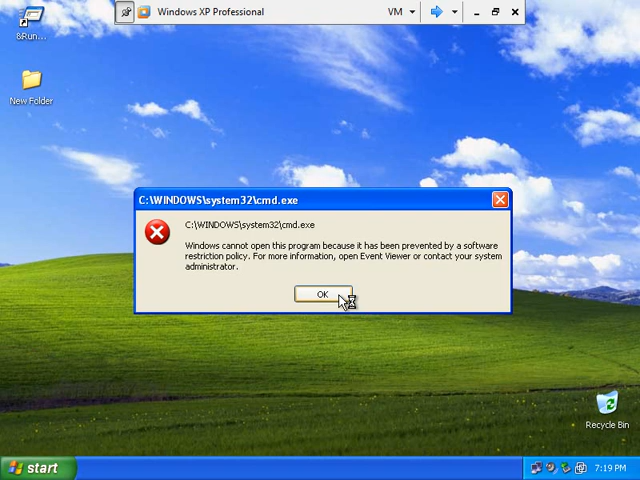 Windows XP Professional
VM
&Run...
New Folder
C:\WINDOWS\system32\cmd.exe
C:\WINDOWS\system32\cmd.exe
Windows cannot open this program because it has been prevented by a software
restriction policy. For more information, open Event Viewer or contact your system
administrator.
OK
Recycle Bin
start
7:19 PM